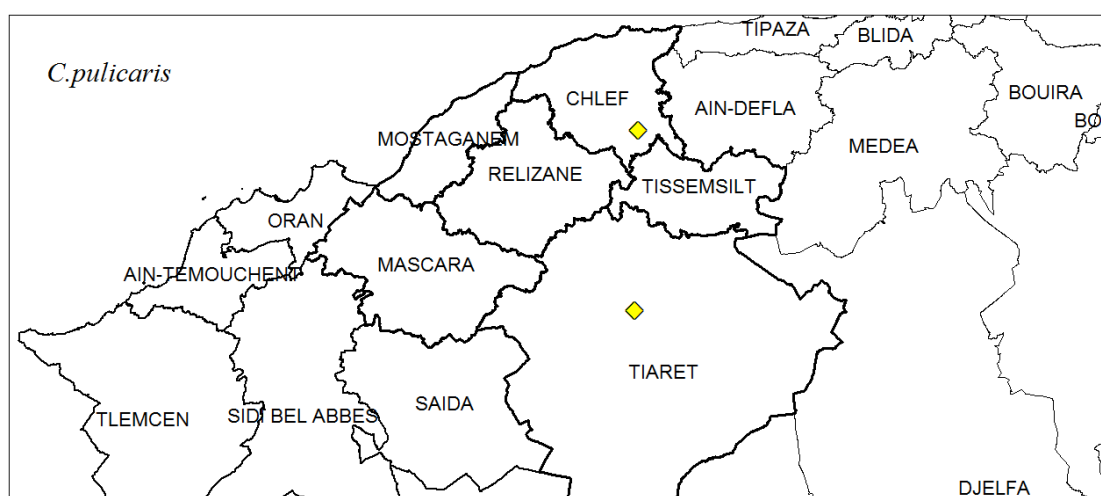 TIPAZA
BLIDA
C.pulicaris
CHLEF
BOUIRA
AIN-DEFLA
BO
MOSTAGANEM
MEDEA
RELIZANE
TISSEMSILT
ORAN
MASCARA
AIN-TEMOUCHENT
TIARET
SAIDA
SIDI BEL ABBES
TLEMCEN
DJELFA